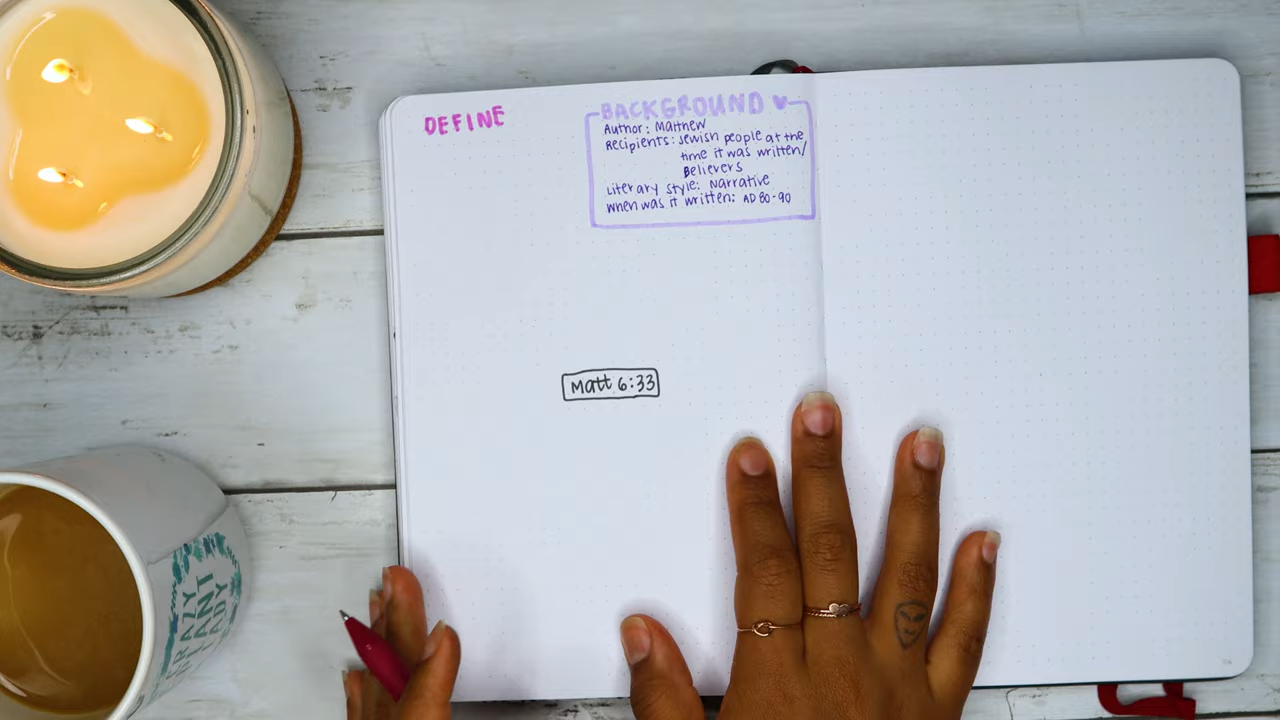 DEFINE
BACKGROUND
Author: Matthew
Recipients: Jewish people at the
time it was written/
Believers
Literary style: Narrative
When was it written: AD 80-90
Matt 6:33
CRAZY
PLANT
LADY